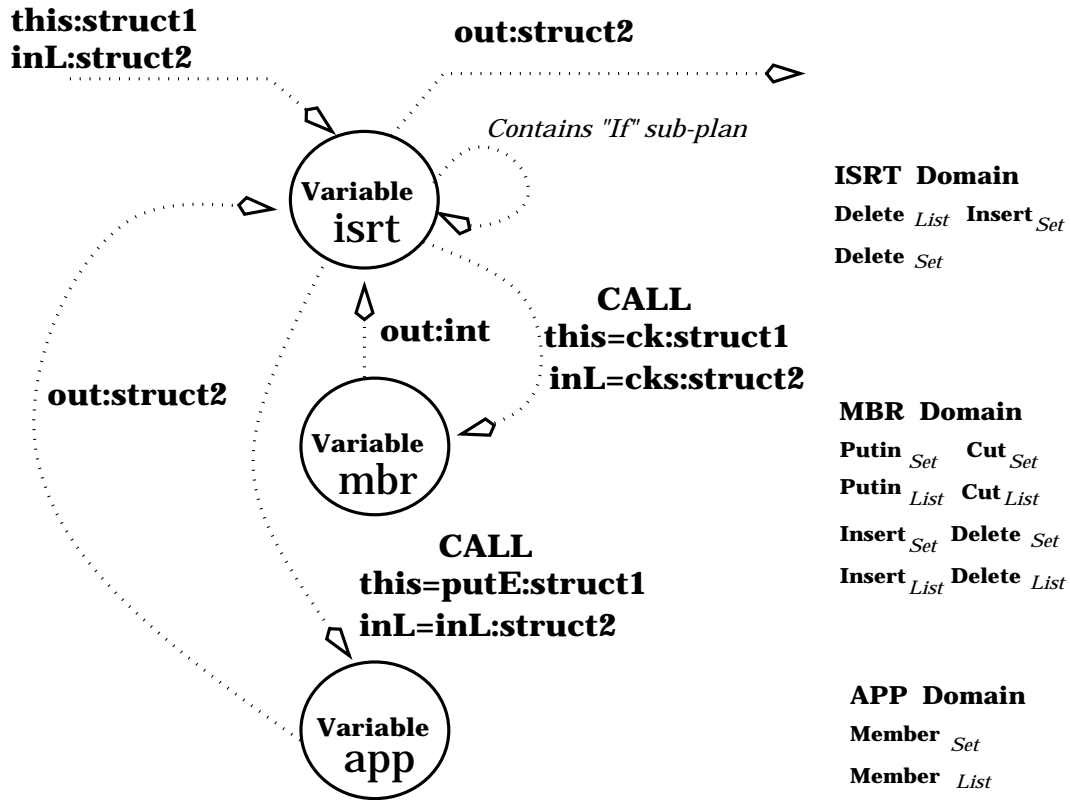 this:struct1
inL:struct2
out:struct2
Contains "If" sub-plan
Variable
isrt
out:int
CALL
this=ck:struct1
inL=cks:struct2
out:struct2
Variable
mbr
CALL
this=putE:struct1
inL=inL:struct2
Variable
app
ISRT Domain
Delete List Insert Set
Delete Set
MBR Domain
Putin Set Cut Set
Putin List Cut List
Insert Set Delete Set
Insert List Delete List
APP Domain
Member Set
Member List